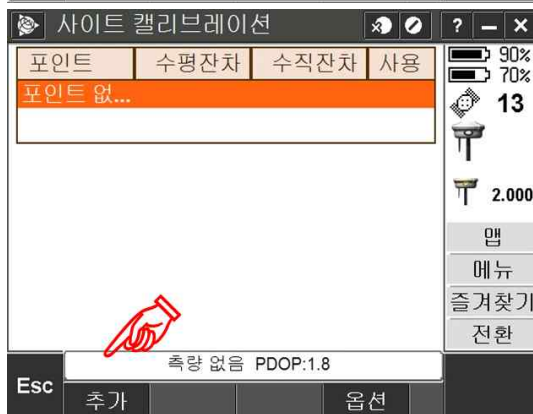 사이트 캘리브레이션
? – ×
포인트 수평잔차 수직잔차 사용
포인트 없...
90%
70%
13
2.000
맵
메뉴
즐겨찾기
전환
측량 없음 PDOP:1.8
Esc
추가 옵션